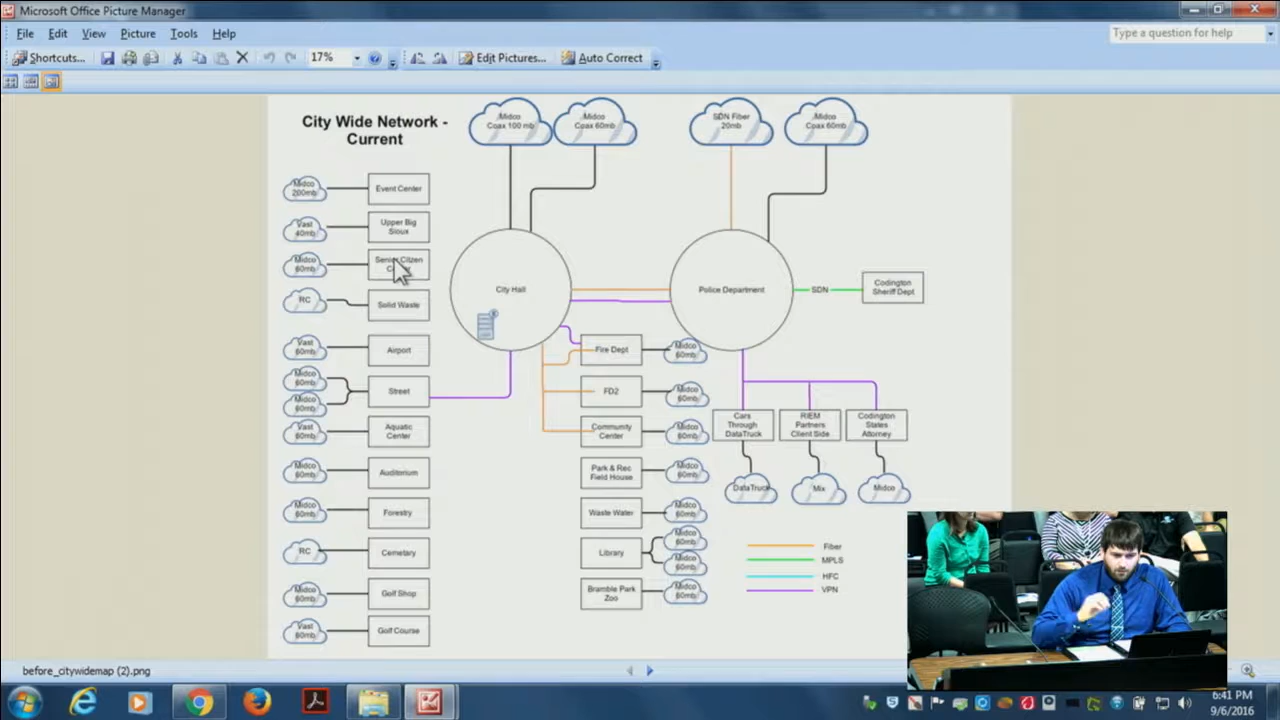 Microsoft Office Picture Manager
File Edit View Picture Tools Help
Type a question for help
Shortcuts...
17%
Edit Pictures...
Auto Correct
City Wide Network -
Current
Midco
Coax 100 mb
Midco
Coax 60mb
SDN Fiber
20mb
Midco
Coax 60mb
Midco
200mb
Event Center
Vast
40mb
Upper Big
Sioux
Midco
60mb
Senior Citzen
RC
Solid Waste
Vast
60mb
Airport
Midco
60mb
Midco
60mb
Street
Vast
60mb
Aquatic
Center
Midco
60mb
Auditorium
Midco
60mb
Forestry
RC
Cemetary
Midco
60mb
Golf Shop
Vast
60mb
Golf Course
City Hall
Police Department
SDN
Codington
Sheriff Dept
Fire Dept
Midco
60mb
FD2
Midco
60mb
Community
Center
Midco
60mb
Park & Rec
Field House
Midco
60mb
Waste Water
Midco
60mb
Library
Midco
60mb
Midco
60mb
Bramble Park
Zoo
Midco
60mb
Cars
Through
DataTruck
RIEM
Partners
Client Side
Codington
States
Attorney
DataTruck
Mix
Midco
Fiber
MPLS
HFC
VPN
before_citywidemap (2).png
6:41 PM
9/6/2016